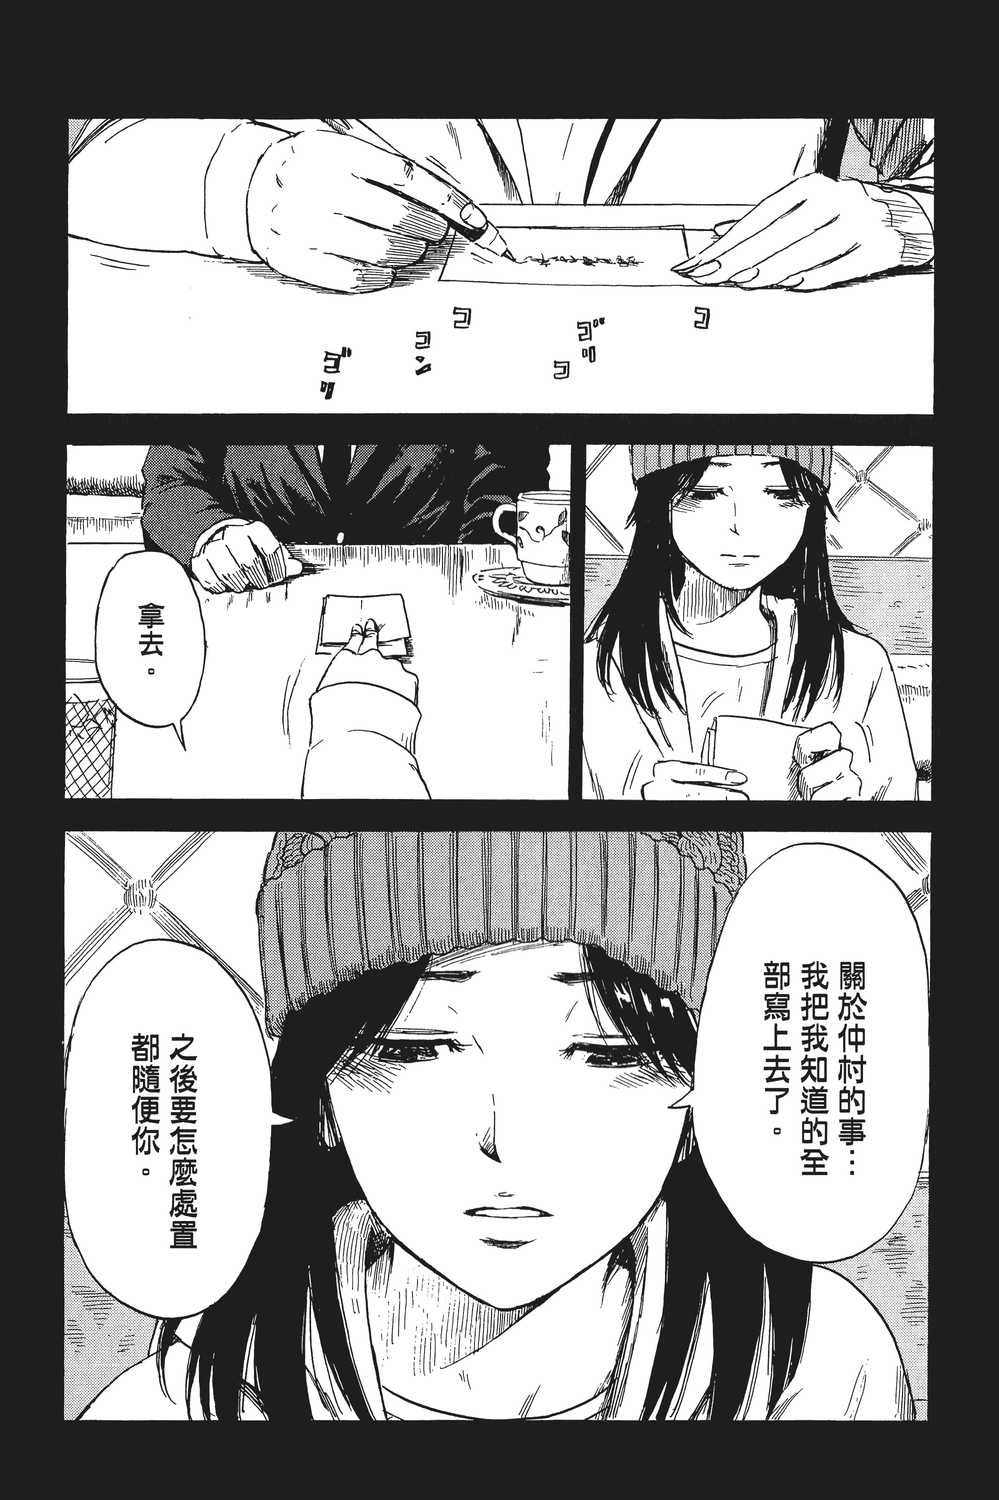 コ
ゴリ
コ
コ
コン
ゴリ
拿去。
關於仲村的事…
我把我知道的全
部寫上去了。
之後要怎麼處置
都隨便你。